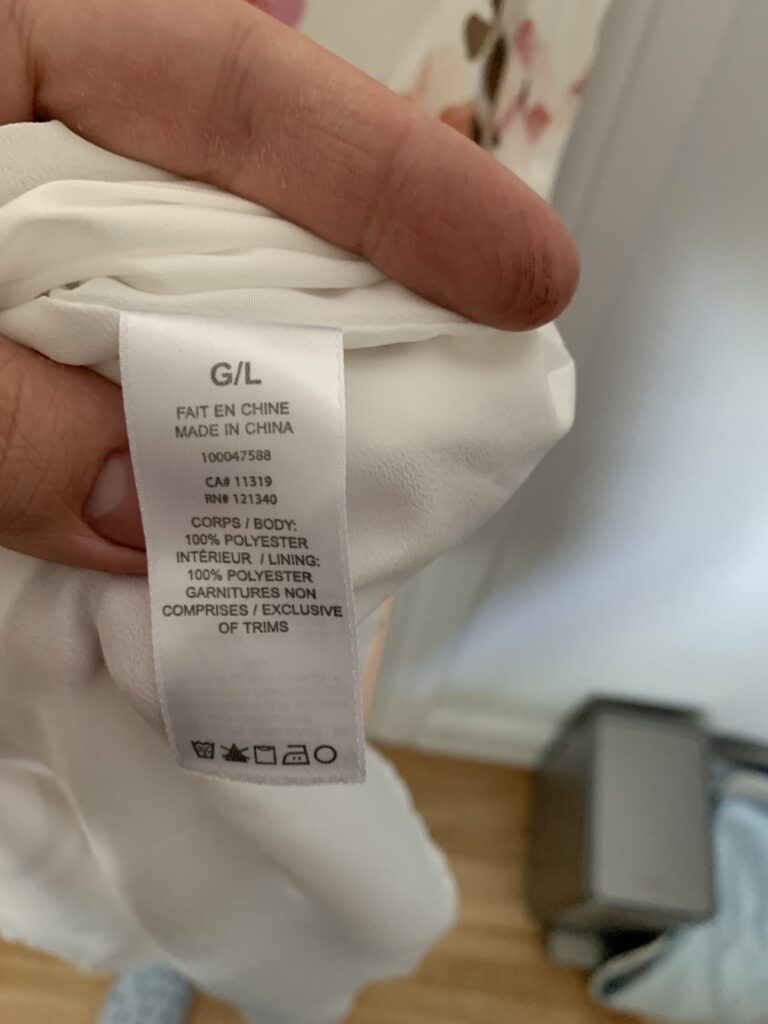 G/L
FAIT EN CHINE
MADE IN CHINA
100047588
CA# 11319
RN# 121340
CORPS / BODY:
100% POLYESTER
INTÉRIEUR / LINING:
100% POLYESTER
GARNITURES NON
COMPRISES / EXCLUSIVE
OF TRIMS